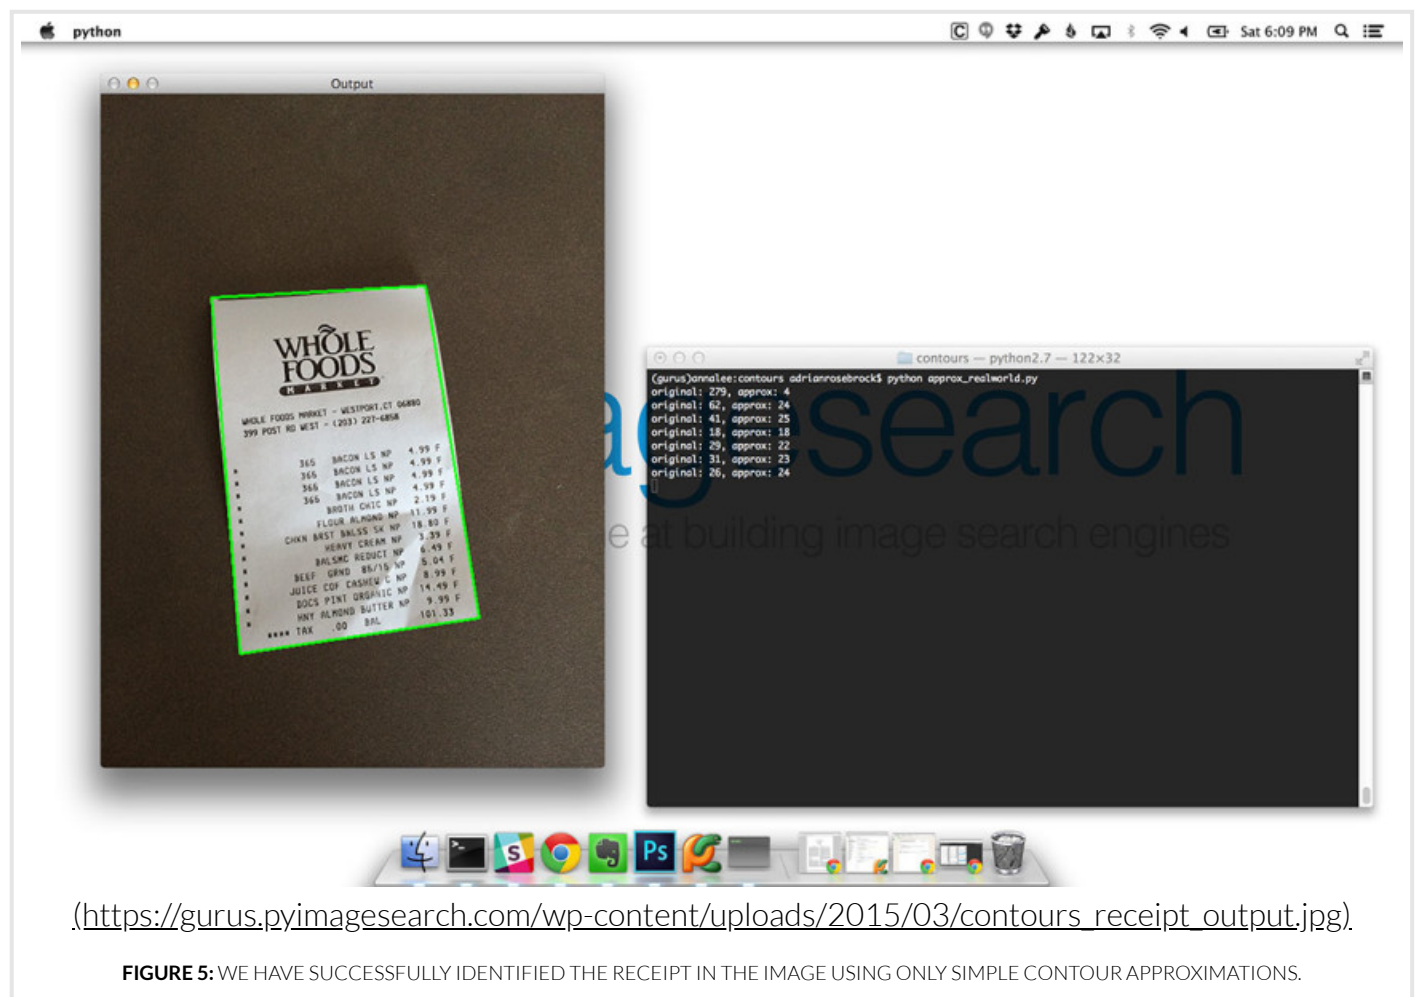 python
Sat 6:09 PM
Output
WHOLE
FOODS
MARKET
WHOLE FOODS MARKET - WESTPORT,CT 06880
399 POST RD WEST - (203) 227-6858
365 BACON LS NP 4.99 F
365 BACON LS NP 4.99 F
365 BACON LS NP 4.99 F
365 BACON LS NP 4.99 F
BROTH CHIC NP 2.19 F
FLOUR ALMOND NP 11.99 F
CHKN BRST BNLSS SK NP 18.80 F
HEAVY CREAM NP 3.39 F
BALSMC REDUCT NP 6.49 F
BEEF GRND 85/15 NP 5.04 F
JUICE COF CASHEW C NP 8.99 F
DOCS PINT ORGANIC NP 14.49 F
HNY ALMOND BUTTER NP 9.99 F
**** TAX .00 BAL 101.33
contours — python2.7 — 122×32
(gurus)annalee:contours adrianrosebrock$ python approx_realworld.py
original: 279, approx: 4
original: 62, approx: 24
original: 41, approx: 25
original: 18, approx: 18
original: 29, approx: 22
original: 31, approx: 23
original: 26, approx: 24
agesearch
e at building image search engines
S
Ps
(https://gurus.pyimagesearch.com/wp-content/uploads/2015/03/contours_receipt_output.jpg)
FIGURE 5: WE HAVE SUCCESSFULLY IDENTIFIED THE RECEIPT IN THE IMAGE USING ONLY SIMPLE CONTOUR APPROXIMATIONS.